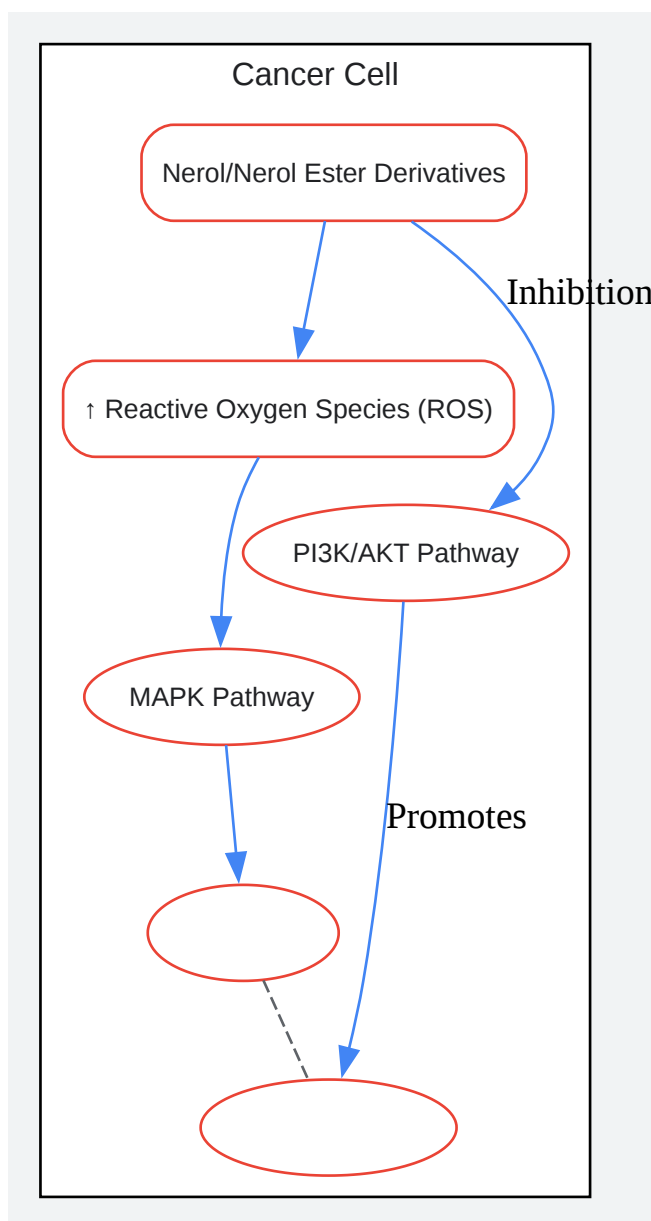 Cancer Cell
Nerol/Nerol Ester Derivatives
Inhibition
↑ Reactive Oxygen Species (ROS)
PI3K/AKT Pathway
MAPK Pathway
Promotes